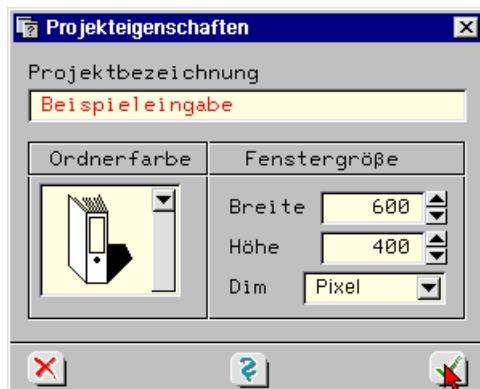 Projekteigenschaften
Projektbezeichnung
Beispieleingabe
Ordnerfarbe
Fenstergröße
Breite 600
Höhe 400
Dim Pixel